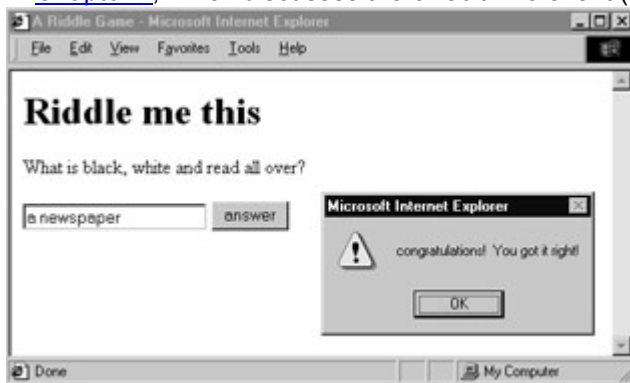 A Riddle Game - Microsoft Internet Explorer
File Edit View Favorites Tools Help
Riddle me this
What is black, white and read all over?
a newspaper answer
Microsoft Internet Explorer
congratulations! You got it right!
OK
Done My Computer